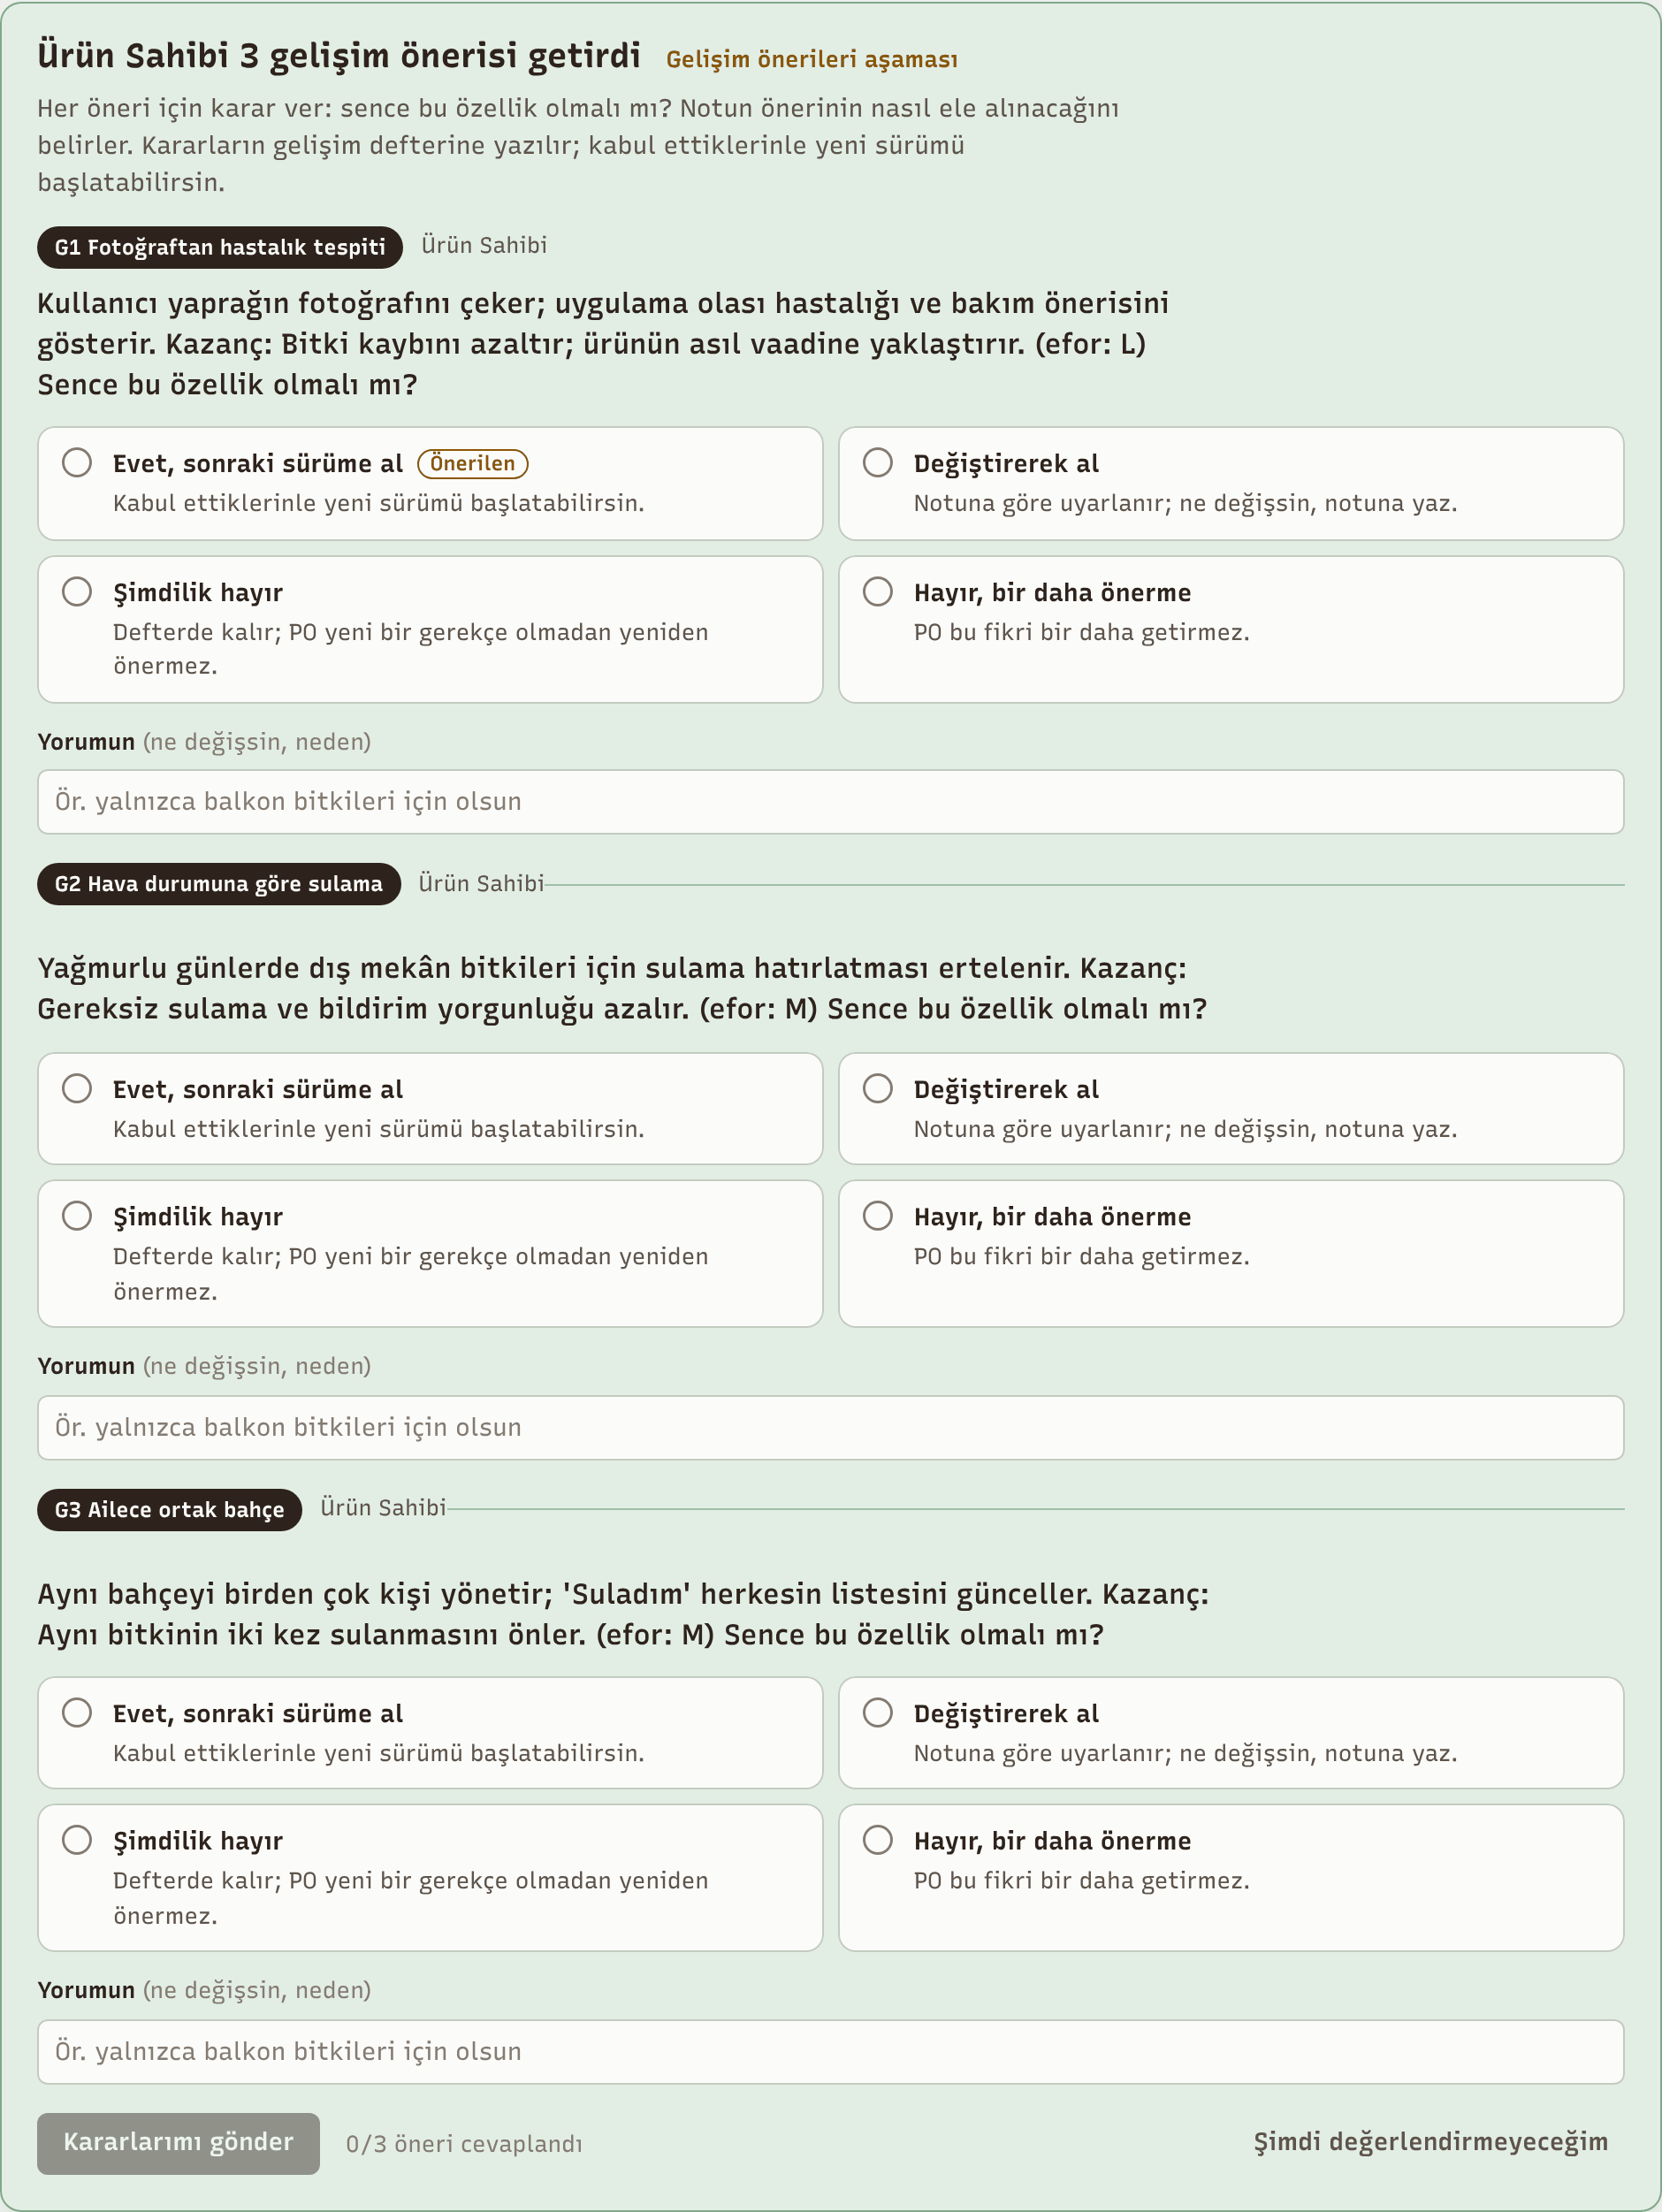 Ürün Sahibi 3 gelişim önerisi getirdi Gelişim önerileri aşaması
Her öneri için karar ver: sence bu özellik olmalı mı? Notun önerinin nasıl ele alınacağını
belirler. Kararların gelişim defterine yazılır; kabul ettiklerinle yeni sürümü
başlatabilirsin.
G1 Fotoğraftan hastalık tespiti Ürün Sahibi
Kullanıcı yaprağın fotoğrafını çeker; uygulama olası hastalığı ve bakım önerisini
gösterir. Kazanç: Bitki kaybını azaltır; ürünün asıl vaadine yaklaştırır. (efor: L)
Sence bu özellik olmalı mı?
Evet, sonraki sürüme al Önerilen
Kabul ettiklerinle yeni sürümü başlatabilirsin.
Değiştirerek al
Notuna göre uyarlanır; ne değişsin, notuna yaz.
Şimdilik hayır
Defterde kalır; PO yeni bir gerekçe olmadan yeniden
önermez.
Hayır, bir daha önerme
PO bu fikri bir daha getirmez.
Yorumun (ne değişsin, neden)
Ör. yalnızca balkon bitkileri için olsun
G2 Hava durumuna göre sulama Ürün Sahibi
Yağmurlu günlerde dış mekân bitkileri için sulama hatırlatması ertelenir. Kazanç:
Gereksiz sulama ve bildirim yorgunluğu azalır. (efor: M) Sence bu özellik olmalı mı?
Evet, sonraki sürüme al
Kabul ettiklerinle yeni sürümü başlatabilirsin.
Değiştirerek al
Notuna göre uyarlanır; ne değişsin, notuna yaz.
Şimdilik hayır
Defterde kalır; PO yeni bir gerekçe olmadan yeniden
önermez.
Hayır, bir daha önerme
PO bu fikri bir daha getirmez.
Yorumun (ne değişsin, neden)
Ör. yalnızca balkon bitkileri için olsun
G3 Ailece ortak bahçe Ürün Sahibi
Aynı bahçeyi birden çok kişi yönetir; 'Suladım' herkesin listesini günceller. Kazanç:
Aynı bitkinin iki kez sulanmasını önler. (efor: M) Sence bu özellik olmalı mı?
Evet, sonraki sürüme al
Kabul ettiklerinle yeni sürümü başlatabilirsin.
Değiştirerek al
Notuna göre uyarlanır; ne değişsin, notuna yaz.
Şimdilik hayır
Defterde kalır; PO yeni bir gerekçe olmadan yeniden
önermez.
Hayır, bir daha önerme
PO bu fikri bir daha getirmez.
Yorumun (ne değişsin, neden)
Ör. yalnızca balkon bitkileri için olsun
Kararlarımı gönder 0/3 öneri cevaplandı Şimdi değerlendirmeyeceğim